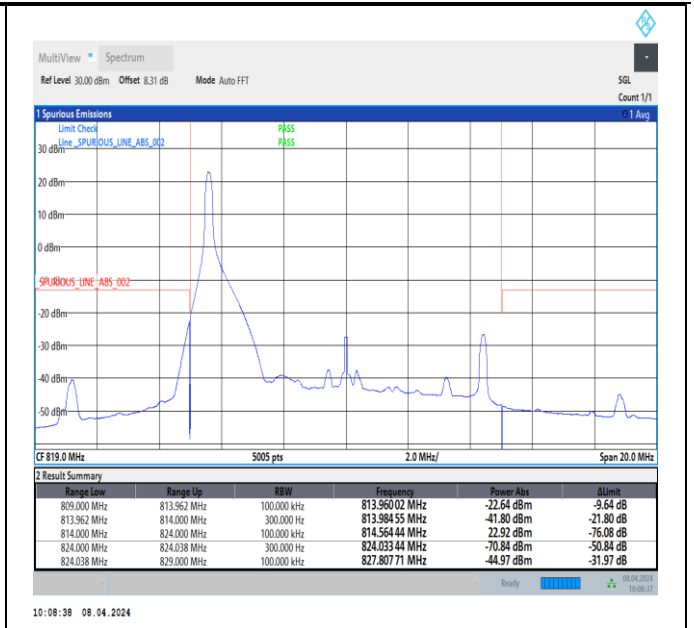 MultiView Spectrum
Ref Level 30.00 dBm Offset 8.31 dB Mode Auto FFT SGL
Count 1/1
1 Spurious Emissions 1 Avg
Limit Check PASS
Line _SPURIOUS_LINE_ABS_002 PASS
30 dBm
20 dBm
10 dBm
0 dBm
_SPURIOUS_LINE_ABS_002
-20 dBm
-30 dBm
-40 dBm
-50 dBm
CF 819.0 MHz 5005 pts 2.0 MHz/ Span 20.0 MHz
2 Result Summary
Range Low Range Up RBW Frequency Power Abs ΔLimit
809.000 MHz 813.962 MHz 100.000 kHz 813.960 02 MHz -22.64 dBm -9.64 dB
813.962 MHz 814.000 MHz 300.000 Hz 813.984 55 MHz -41.80 dBm -21.80 dB
814.000 MHz 824.000 MHz 100.000 kHz 814.564 44 MHz 22.92 dBm -76.08 dB
824.000 MHz 824.038 MHz 300.000 Hz 824.033 44 MHz -70.84 dBm -50.84 dB
824.038 MHz 829.000 MHz 100.000 kHz 827.807 71 MHz -44.97 dBm -31.97 dB
Ready 08.04.2024
10:08:37
10:08:38 08.04.2024